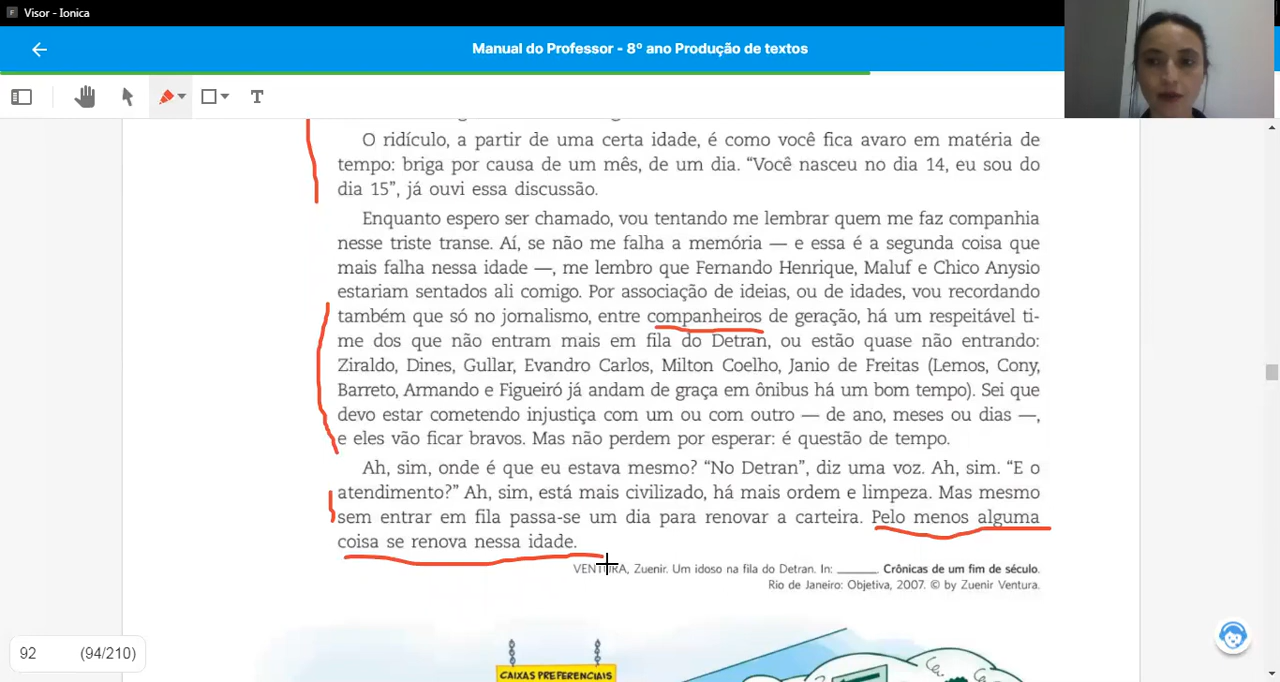 Visor - Ionica
Manual do Professor - 8º ano Produção de textos
T
O ridículo, a partir de uma certa idade, é como você fica avaro em matéria de
tempo: briga por causa de um mês, de um dia. “Você nasceu no dia 14, eu sou do
dia 15”, já ouvi essa discussão.
Enquanto espero ser chamado, vou tentando me lembrar quem me faz companhia
nesse triste transe. Aí, se não me falha a memória — e essa é a segunda coisa que
mais falha nessa idade —, me lembro que Fernando Henrique, Maluf e Chico Anysio
estariam sentados ali comigo. Por associação de ideias, ou de idades, vou recordando
também que só no jornalismo, entre companheiros de geração, há um respeitável ti-
me dos que não entram mais em fila do Detran, ou estão quase não entrando:
Ziraldo, Dines, Gullar, Evandro Carlos, Milton Coelho, Janio de Freitas (Lemos, Cony,
Barreto, Armando e Figueiró já andam de graça em ônibus há um bom tempo). Sei que
devo estar cometendo injustiça com um ou com outro — de ano, meses ou dias —,
e eles vão ficar bravos. Mas não perdem por esperar: é questão de tempo.
Ah, sim, onde é que eu estava mesmo? “No Detran”, diz uma voz. Ah, sim. “E o
atendimento?” Ah, sim, está mais civilizado, há mais ordem e limpeza. Mas mesmo
sem entrar em fila passa-se um dia para renovar a carteira. Pelo menos alguma
coisa se renova nessa idade.
VENTURA, Zuenir. Um idoso na fila do Detran. In: ______. Crônicas de um fim de século.
Rio de Janeiro: Objetiva, 2007. © by Zuenir Ventura.
92 (94/210)
CAIXAS PREFERENCIAIS